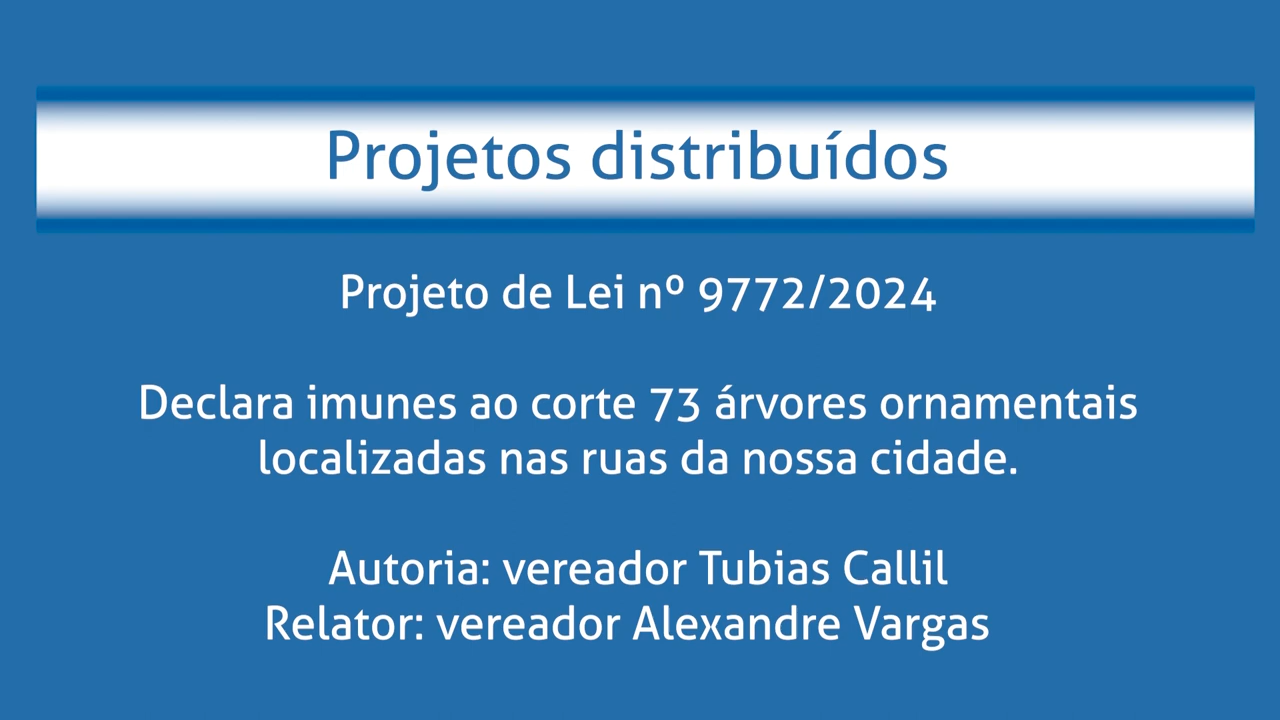 Projetos distribuídos
Projeto de Lei nº 9772/2024
Declara imunes ao corte 73 árvores ornamentais
localizadas nas ruas da nossa cidade.
Autoria: vereador Tubias Callil
Relator: vereador Alexandre Vargas